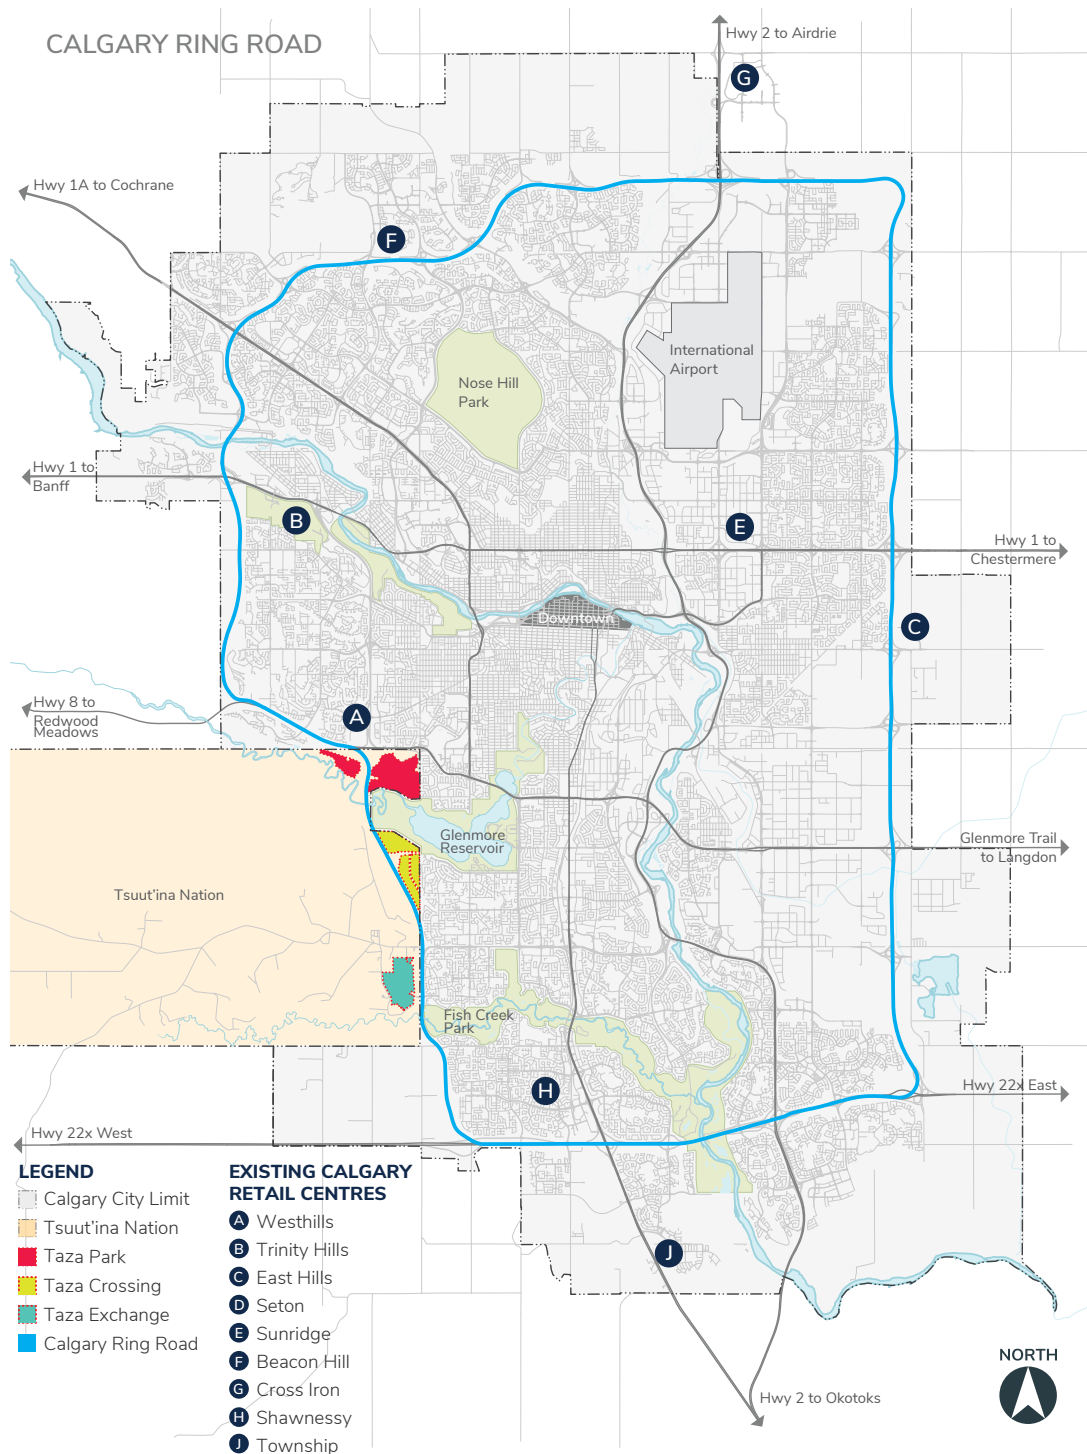 CALGARY RING ROAD
Hwy 2 to Airdrie
G
Hwy 1A to Cochrane
F
International
Airport
Nose Hill
Park
Hwy 1 to
Banff
B
E
Hwy 1 to
Chestermere
Downtown
C
Hwy 8 to
Redwood
Meadows
A
Glenmore
Reservoir
Glenmore Trail
to Langdon
Tsuut'ina Nation
Fish Creek
Park
H
Hwy 22x East
Hwy 22x West
J
Hwy 2 to Okotoks
LEGEND
Calgary City Limit
Tsuut'ina Nation
Taza Park
Taza Crossing
Taza Exchange
Calgary Ring Road
EXISTING CALGARY
RETAIL CENTRES
A Westhills
B Trinity Hills
C East Hills
D Seton
E Sunridge
F Beacon Hill
G Cross Iron
H Shawnessy
J Township
NORTH